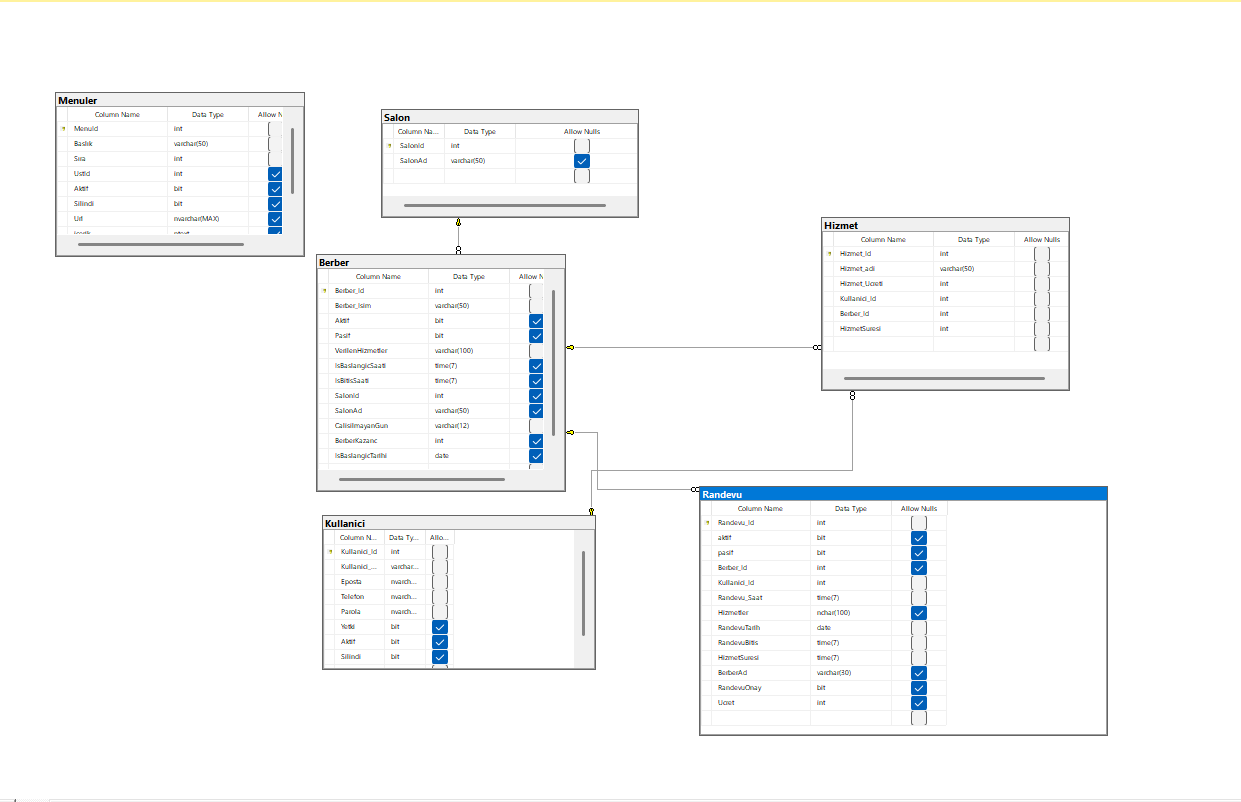 Menuler
Column Name Data Type Allow N
MenuId int
Baslik varchar(50)
Sira int
UstId int
Aktif bit
Silindi bit
Url nvarchar(MAX)
Salon
Column Na... Data Type Allow Nulls
SalonId int
SalonAd varchar(50)
Hizmet
Column Name Data Type Allow Nulls
Hizmet_Id int
Hizmet_adi varchar(50)
Hizmet_Ucreti int
Kullanici_Id int
Berber_Id int
HizmetSuresi int
Berber
Column Name Data Type Allow N
Berber_Id int
Berber_Isim varchar(50)
Aktif bit
Pasif bit
VerilenHizmetler varchar(100)
IsBaslangicSaati time(7)
IsBitisSaati time(7)
SalonId int
SalonAd varchar(50)
CalisilmayanGun varchar(12)
BerberKazanc int
IsBaslangicTarihi date
Randevu
Column Name Data Type Allow Nulls
Randevu_Id int
aktif bit
pasif bit
Berber_Id int
Kullanici_Id int
Randevu_Saat time(7)
Hizmetler nchar(100)
RandevuTarih date
RandevuBitis time(7)
HizmetSuresi time(7)
BerberAd varchar(30)
RandevuOnay bit
Ucret int
Kullanici
Column N... Data Ty... Allo...
Kullanici_Id int
Kullanici_... varchar...
Eposta nvarch...
Telefon nvarch...
Parola nvarch...
Yetki bit
Aktif bit
Silindi bit